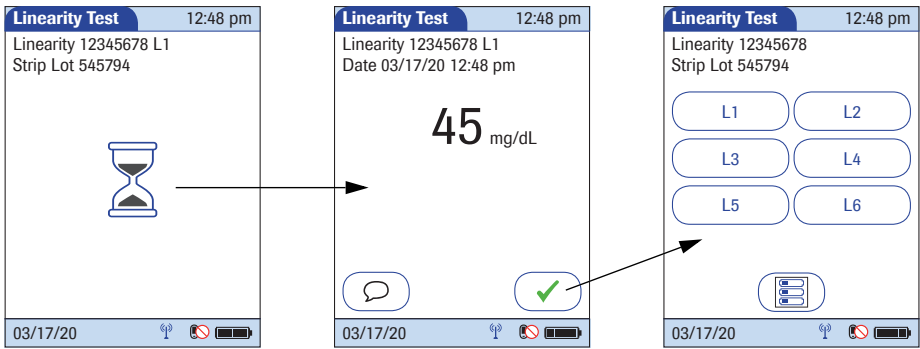 Linearity Test 12:48 pm
Linearity 12345678 L1
Strip Lot 545794
03/17/20
Linearity Test 12:48 pm
Linearity 12345678 L1
Date 03/17/20 12:48 pm
45 mg/dL
03/17/20
Linearity Test 12:48 pm
Linearity 12345678
Strip Lot 545794
L1 L2
L3 L4
L5 L6
03/17/20